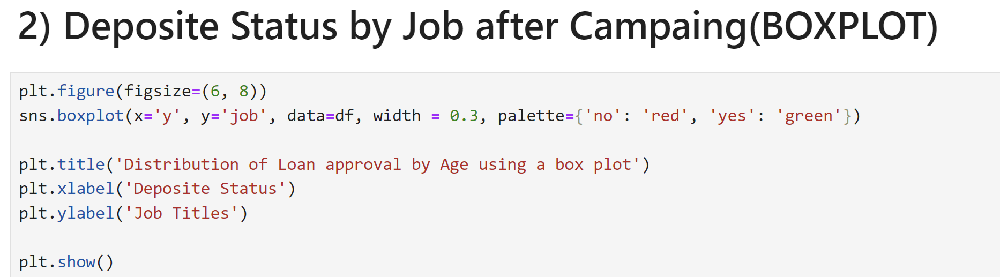 2) Deposite Status by Job after Campaing(BOXPLOT)
plt.figure(figsize=(6, 8))
sns.boxplot(x='y', y='job', data=df, width = 0.3, palette={'no': 'red', 'yes': 'green'})
plt.title('Distribution of Loan approval by Age using a box plot')
plt.xlabel('Deposite Status')
plt.ylabel('Job Titles')
plt.show()